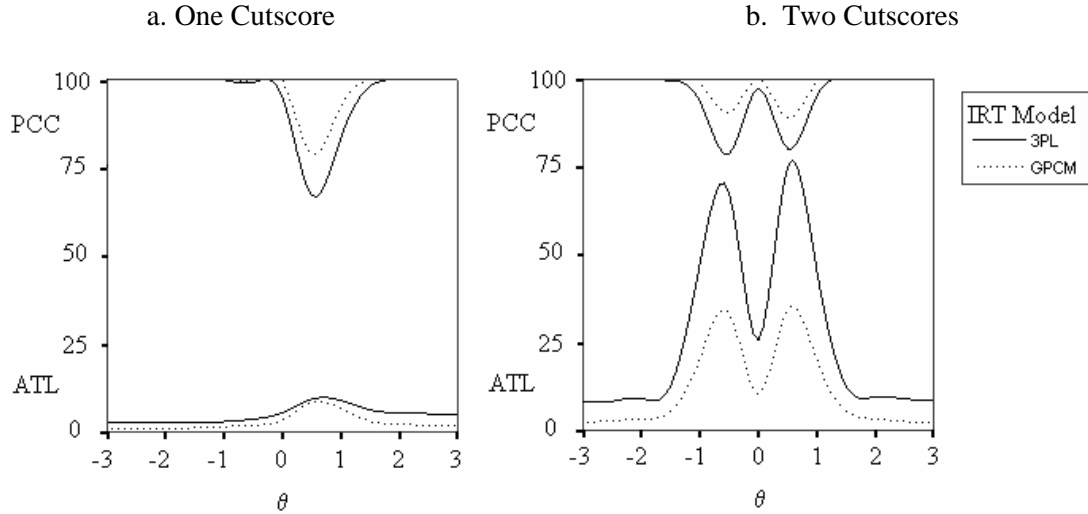 a. One Cutscore
b. Two Cutscores
100
PCC
75
50
25
ATL
0
-3 -2 -1 0 1 2 3
θ
100
PCC
75
50
25
ATL
0
-3 -2 -1 0 1 2 3
θ
IRT Model
3PL
GPCM